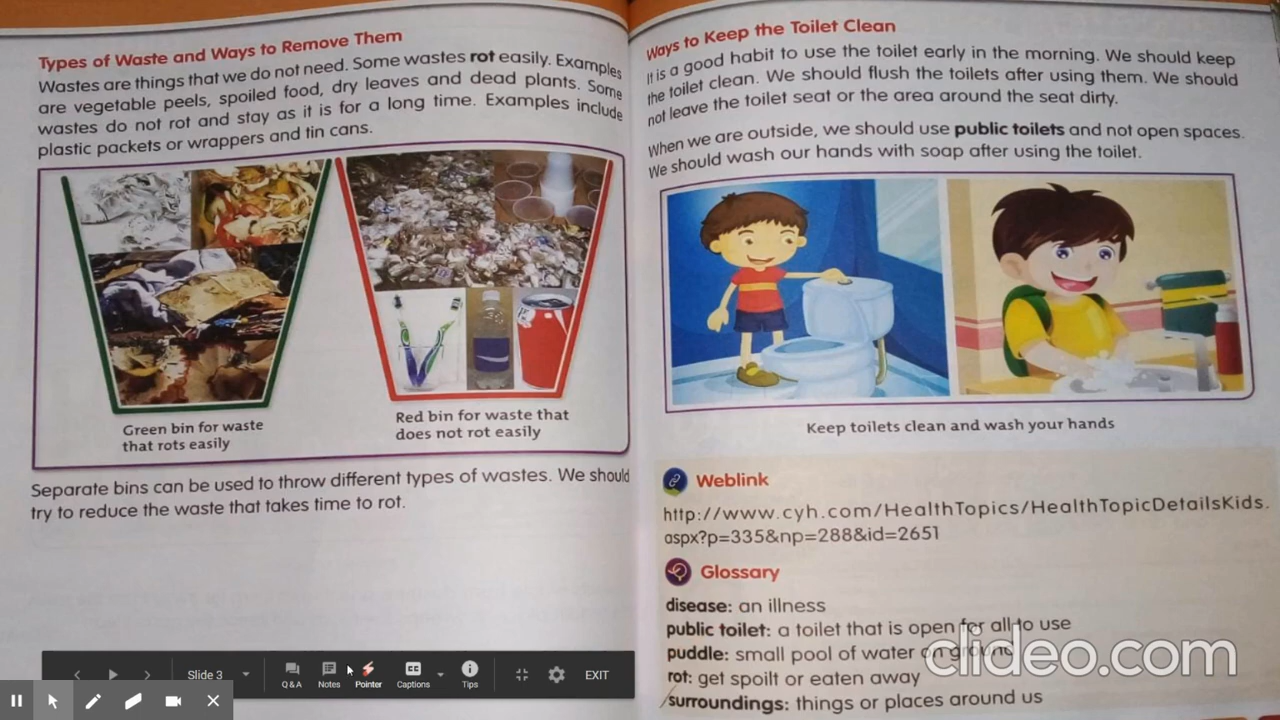 Types of Waste and Ways to Remove Them
Wastes are things that we do not need. Some wastes rot easily. Examples
are vegetable peels, spoiled food, dry leaves and dead plants. Some
wastes do not rot and stay as it is for a long time. Examples include
plastic packets or wrappers and tin cans.
Green bin for waste
that rots easily
Red bin for waste that
does not rot easily
Separate bins can be used to throw different types of wastes. We should
try to reduce the waste that takes time to rot.
Ways to Keep the Toilet Clean
It is a good habit to use the toilet early in the morning. We should keep
the toilet clean. We should flush the toilets after using them. We should
not leave the toilet seat or the area around the seat dirty.
When we are outside, we should use public toilets and not open spaces.
We should wash our hands with soap after using the toilet.
Keep toilets clean and wash your hands
Weblink
http://www.cyh.com/HealthTopics/HealthTopicDetailsKids.
aspx?p=335&np=288&id=2651
Glossary
disease: an illness
public toilet: a toilet that is open for all to use
puddle: small pool of water on ground
rot: get spoilt or eaten away
surroundings: things or places around us
clideo.com
Slide 3
Q & A
Notes
Pointer
CC
Captions
Tips
EXIT